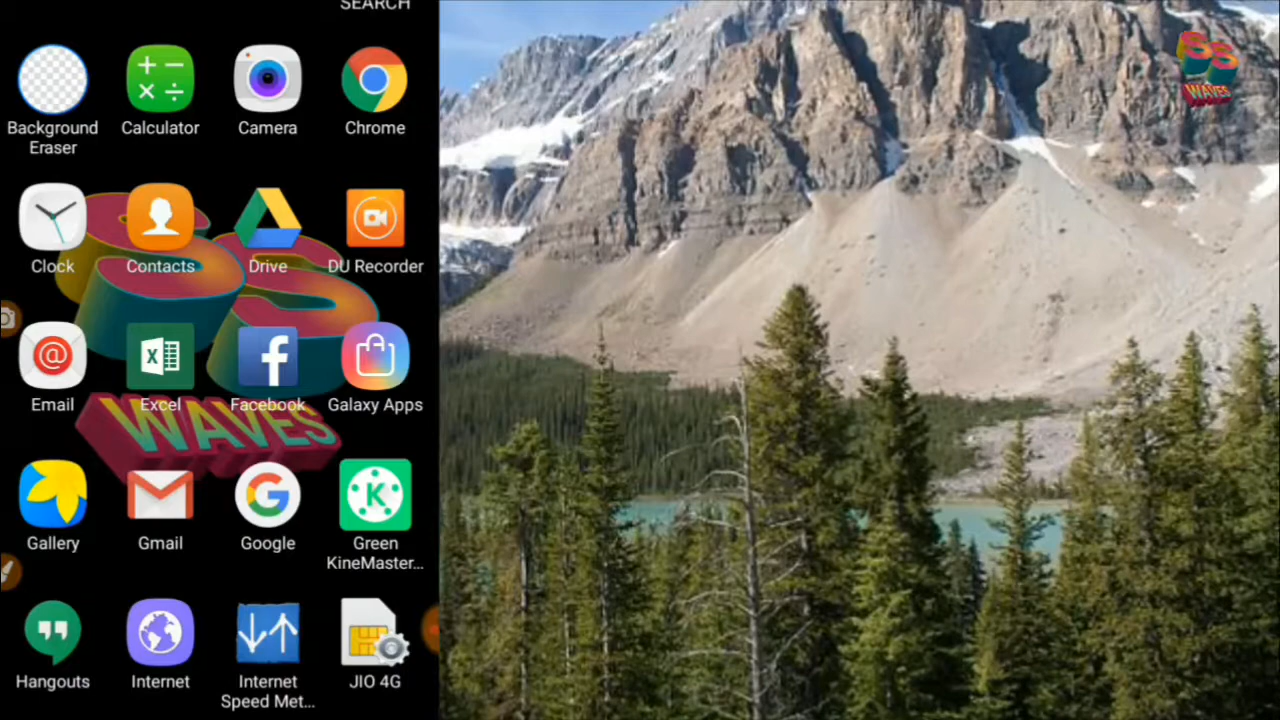 SEARCH
Background
Eraser
Calculator
Camera
Chrome
Clock
Contacts
Drive
DU Recorder
Email
Excel
Facebook
Galaxy Apps
WAVES
Gallery
Gmail
Google
Green
KineMaster...
Hangouts
Internet
Internet
Speed Met...
JIO 4G
SS
WAVES